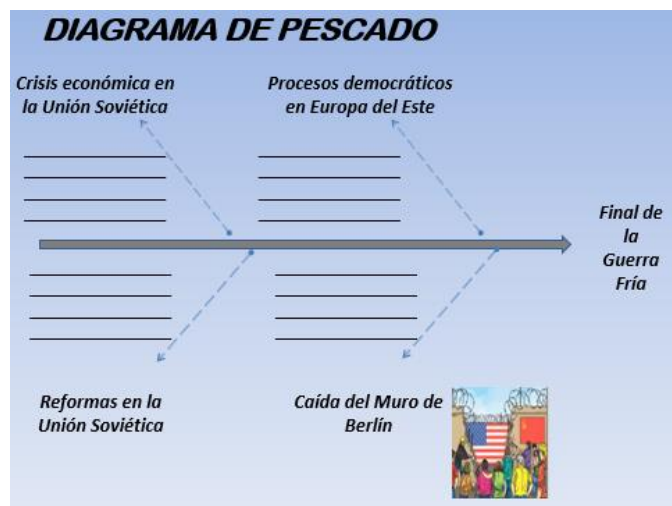 DIAGRAMA DE PESCADO
Crisis económica en
la Unión Soviética
Procesos democráticos
en Europa del Este
Final de
la
Guerra
Fría
Reformas en la
Unión Soviética
Caída del Muro de
Berlín